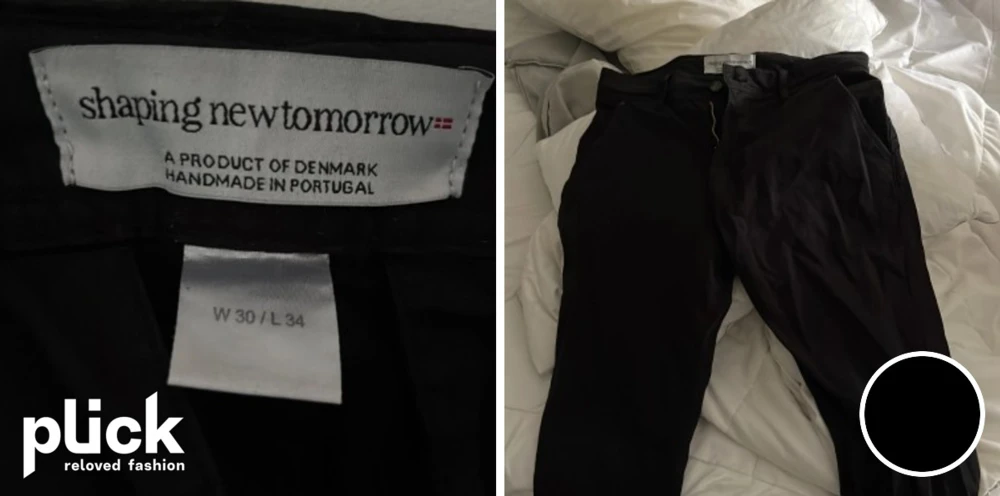 shaping newtomorrow
A PRODUCT OF DENMARK
HANDMADE IN PORTUGAL
W 30 / L 34
plick
reloved fashion